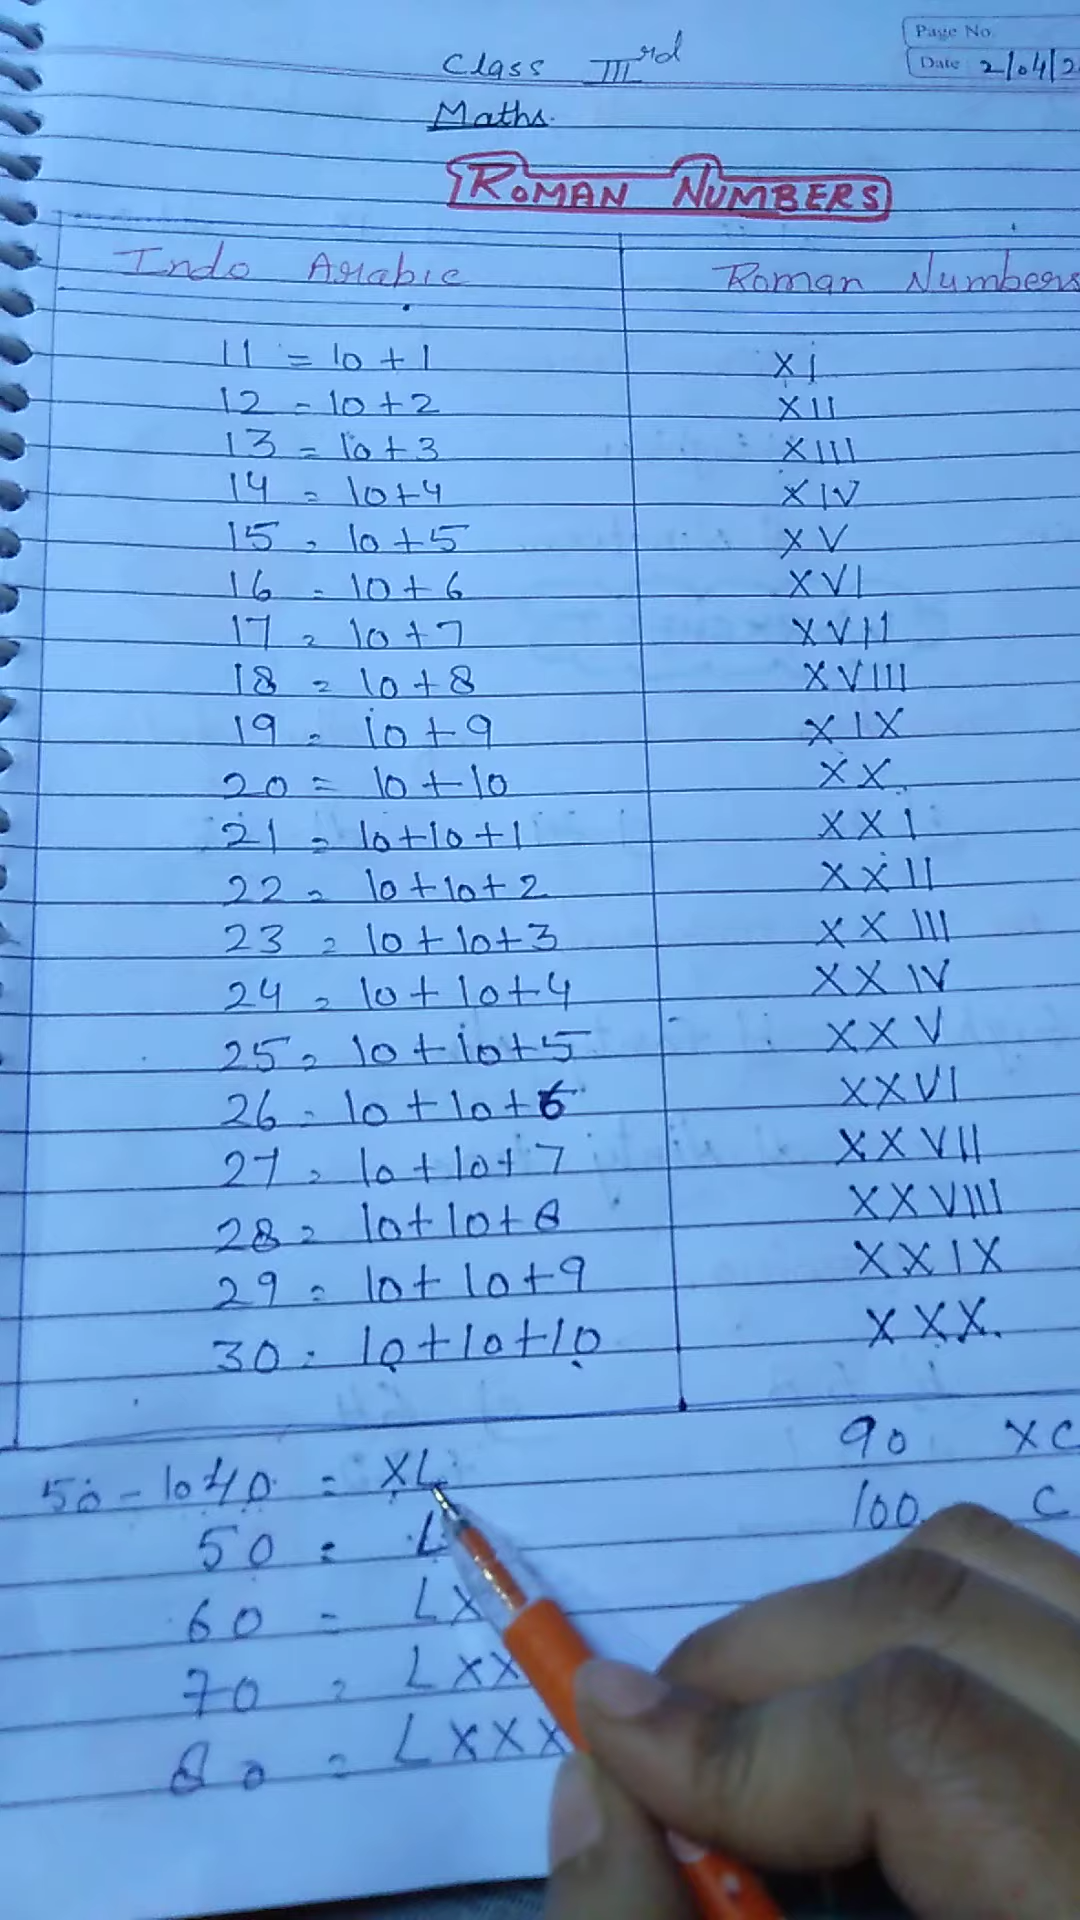 Page No.
Class IIIrd
Date 2/04/2
Maths.
ROMAN NUMBERS
Indo Arabic Roman Numbers
11 = 10 + 1 XI
12 = 10 + 2 XII
13 = 10 + 3 XIII
14 = 10 + 4 XIV
15 = 10 + 5 XV
16 = 10 + 6 XVI
17 = 10 + 7 XVII
18 = 10 + 8 XVIII
19 = 10 + 9 XIX
20 = 10 + 10 XX.
21 = 10 + 10 + 1 XXI
22 = 10 + 10 + 2 XXII
23 = 10 + 10 + 3 XXIII
24 = 10 + 10 + 4 XXIV
25 = 10 + 10 + 5 XXV
26 = 10 + 10 + 6 XXVI
27 = 10 + 10 + 7 XXVII
28 = 10 + 10 + 8 XXVIII
29 = 10 + 10 + 9 XXIX
30 = 10 + 10 + 10 XXX.
90 XC
50 - 10 40 = XL
100 C
50 = L
60 = LX
70 = LXX
80 = LXXX